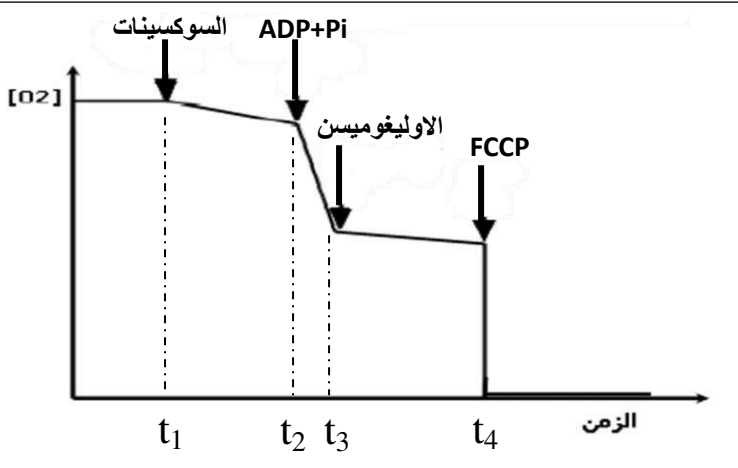 السوكسينات
ADP+Pi
[O2]
الاوليغوميسن
FCCP
t1 t2 t3 t4
الزمن